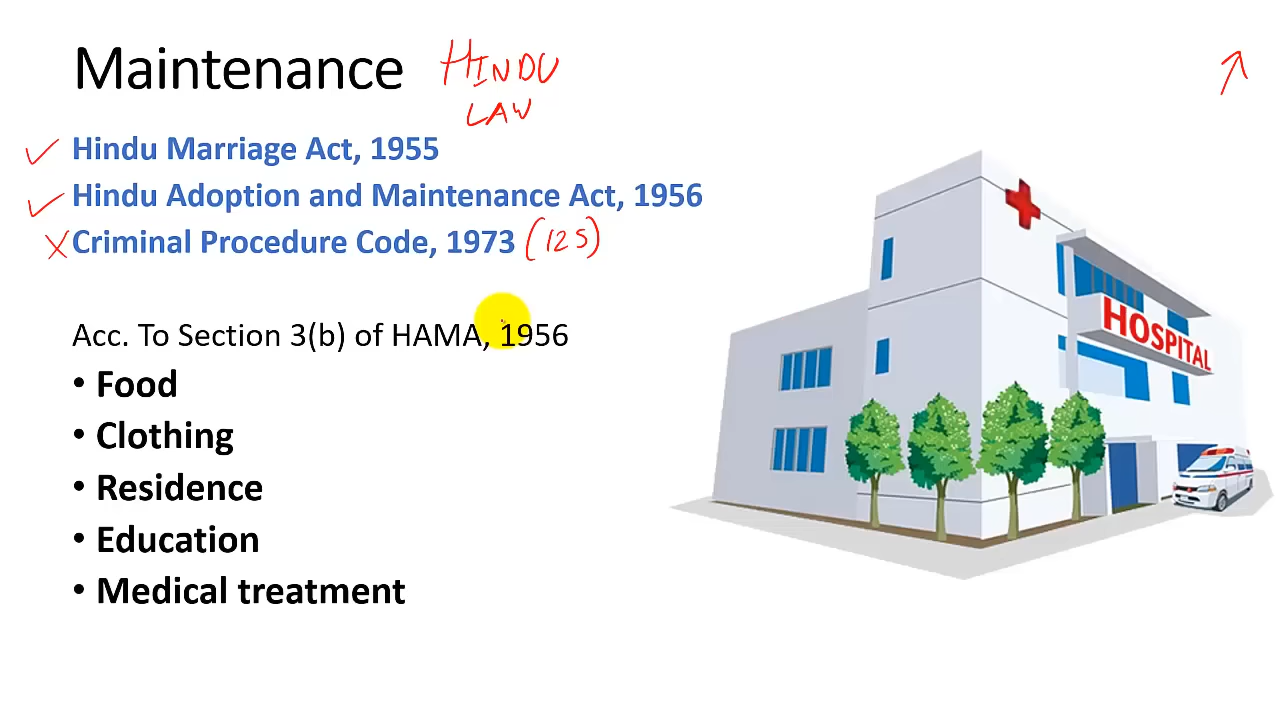 Maintenance HINDU
LAW
Hindu Marriage Act, 1955
Hindu Adoption and Maintenance Act, 1956
Criminal Procedure Code, 1973 (125)
Acc. To Section 3(b) of HAMA, 1956
• Food
• Clothing
• Residence
• Education
• Medical treatment
HOSPITAL